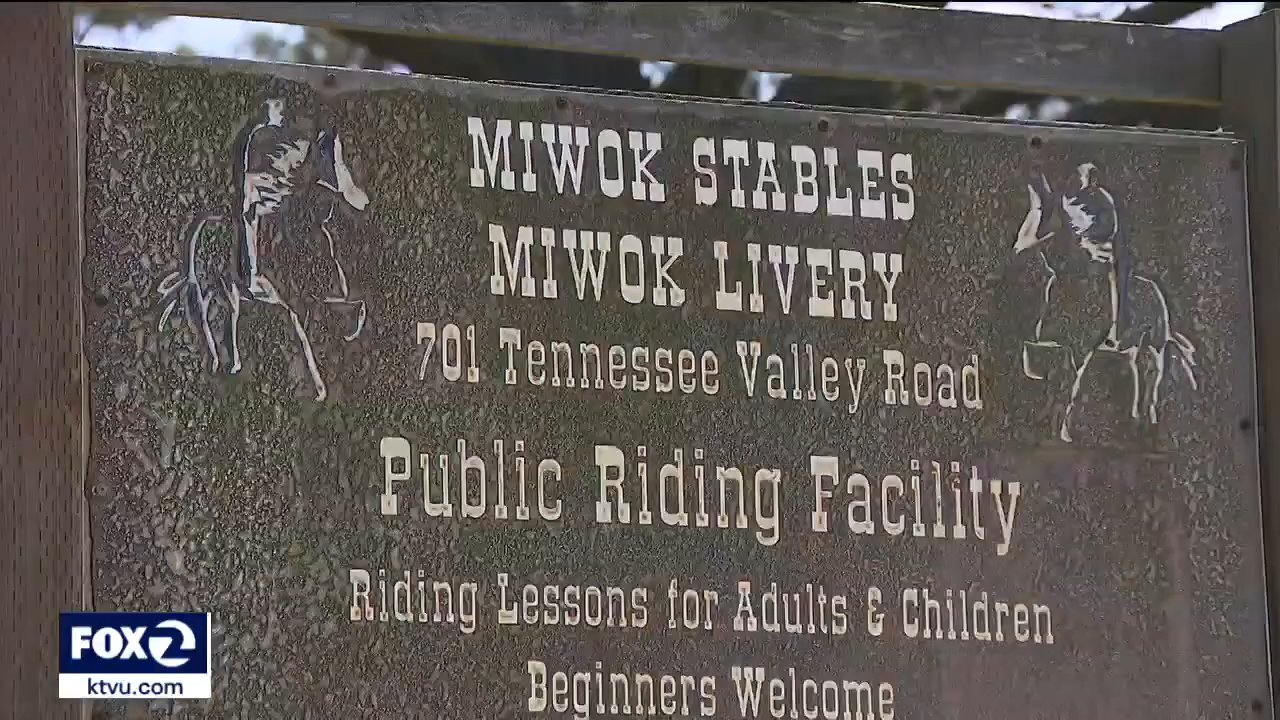 MIWOK STABLES
MIWOK LIVERY
701 Tennessee Valley Road
Public Riding Facility
Riding Lessons for Adults & Children
Beginners Welcome
FOX 2
ktvu.com